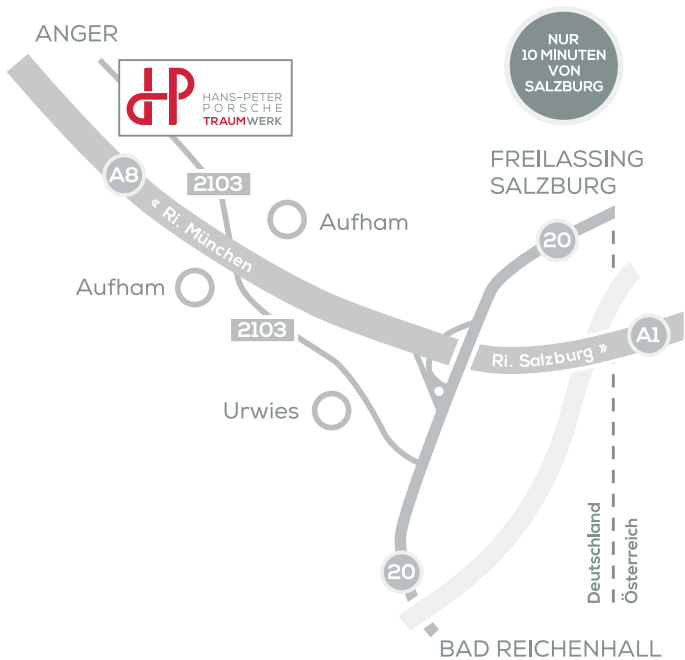 ANGER
NUR
10 MINUTEN
VON
SALZBURG
HANS-PETER
PORSCHE
TRAUMWERK
FREILASSING
SALZBURG
A8
2103
« Ri. München
Aufham
20
Aufham
2103
A1
Ri. Salzburg »
Urwies
Deutschland
Österreich
20
BAD REICHENHALL